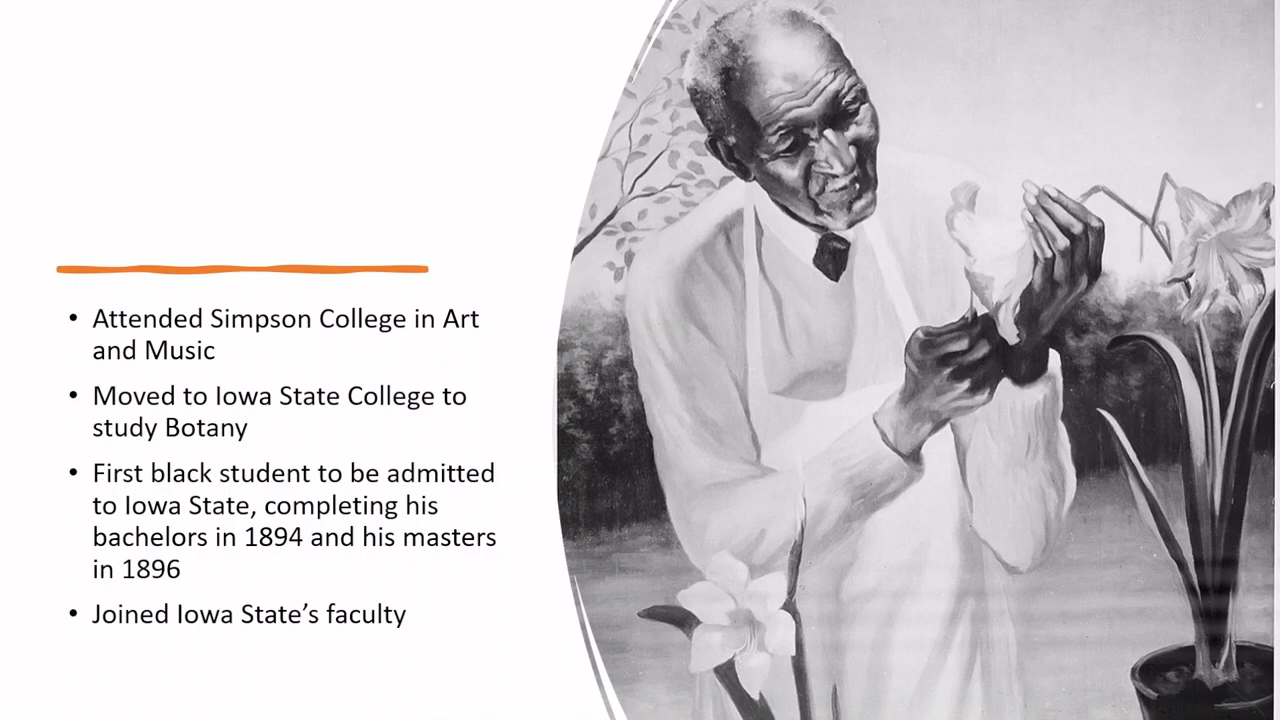 • Attended Simpson College in Art
and Music
• Moved to Iowa State College to
study Botany
• First black student to be admitted
to Iowa State, completing his
bachelors in 1894 and his masters
in 1896
• Joined Iowa State’s faculty